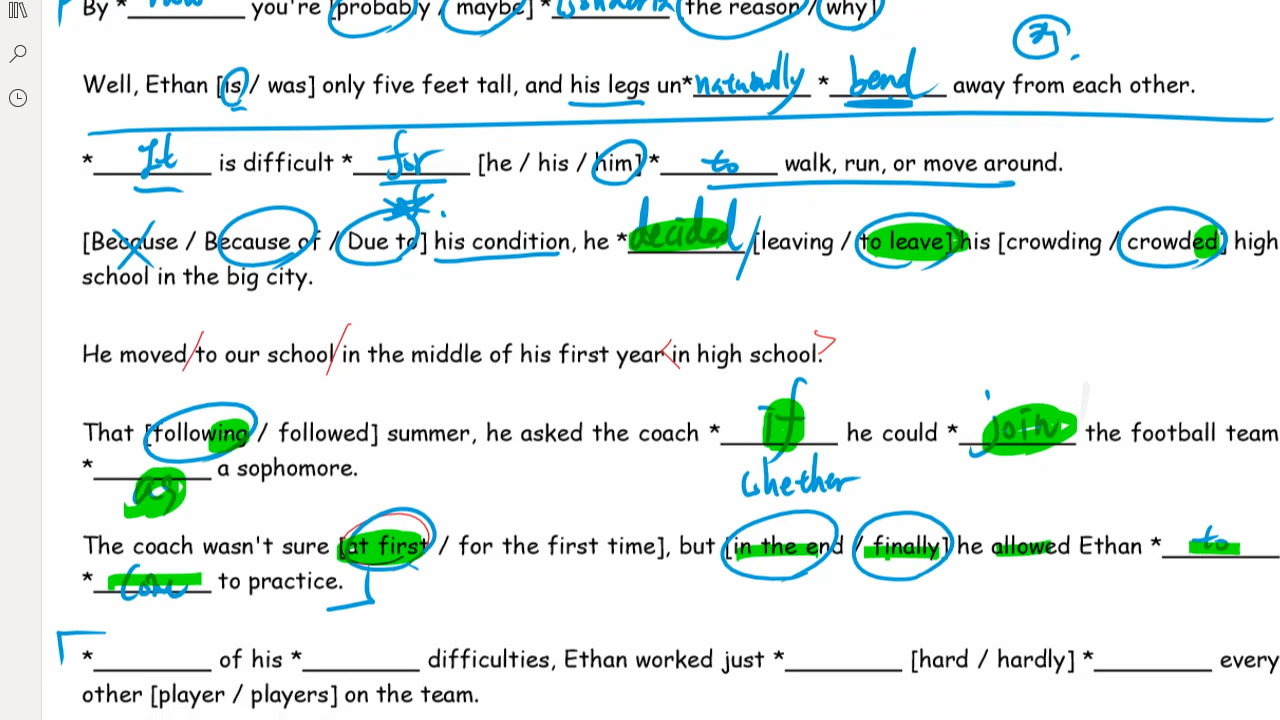 By * now you're [probably / maybe] * wondering [the reason / why]
Well, Ethan [is / was] only five feet tall, and his legs un* naturally * bend away from each other.
* It is difficult * for [he / his / him] * to walk, run, or move around.
[Because / Because of / Due to] his condition, he * decided [leaving / to leave] his [crowding / crowded] high
school in the big city.
He moved to our school in the middle of his first year in high school.
That [following / followed] summer, he asked the coach * if he could * join the football team
whether
* as a sophomore.
The coach wasn't sure [at first / for the first time], but [in the end / finally] he allowed Ethan * to
* come to practice.
*_________ of his *_________ difficulties, Ethan worked just *_________ [hard / hardly] *_________ every
other [player / players] on the team.